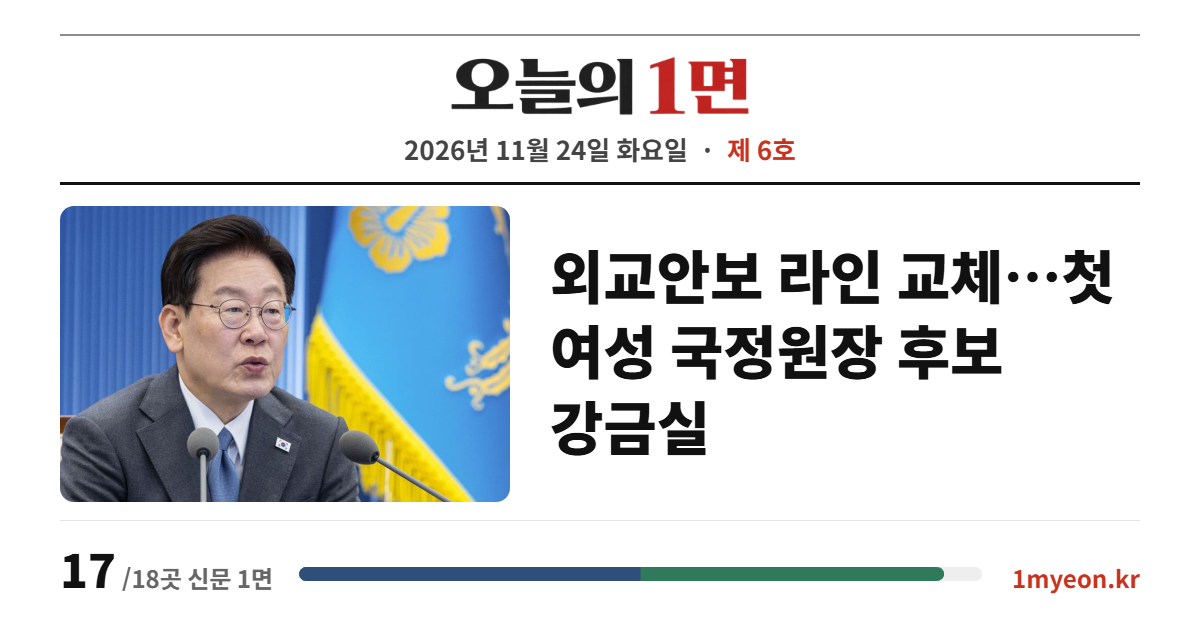 오늘의 1면
2026년 11월 24일 화요일 · 제 6호
외교안보 라인 교체…첫
여성 국정원장 후보
강금실
17 /18곳 신문 1면
1myeon.kr